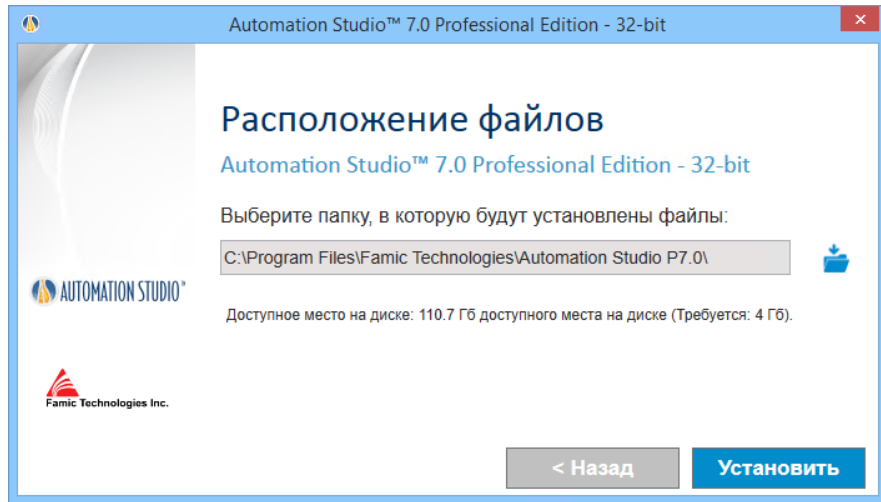 Automation Studio™ 7.0 Professional Edition - 32-bit
Расположение файлов
Automation Studio™ 7.0 Professional Edition - 32-bit
Выберите папку, в которую будут установлены файлы:
C:\Program Files\Famic Technologies\Automation Studio P7.0\
AUTOMATION STUDIO™
Доступное место на диске: 110.7 Гб доступного места на диске (Требуется: 4 Гб).
Famic Technologies Inc.
< Назад
Установить